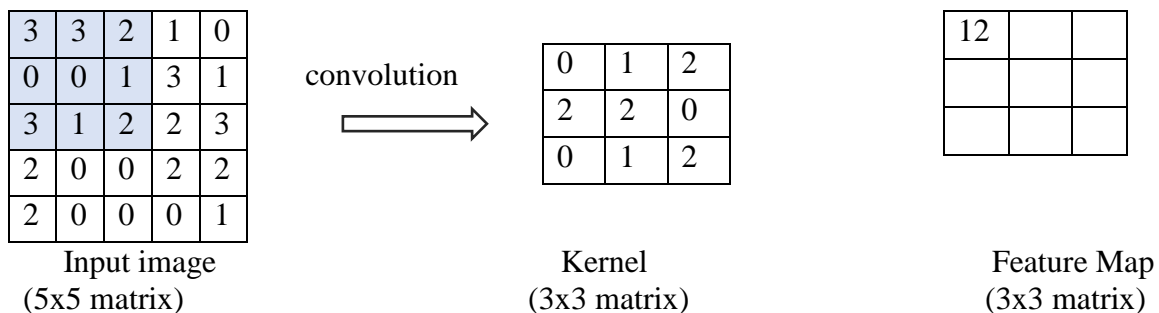 3 3 2 1 0
0 0 1 3 1
3 1 2 2 3
2 0 0 2 2
2 0 0 0 1
Input image
(5x5 matrix)
convolution
0 1 2
2 2 0
0 1 2
Kernel
(3x3 matrix)
12
Feature Map
(3x3 matrix)